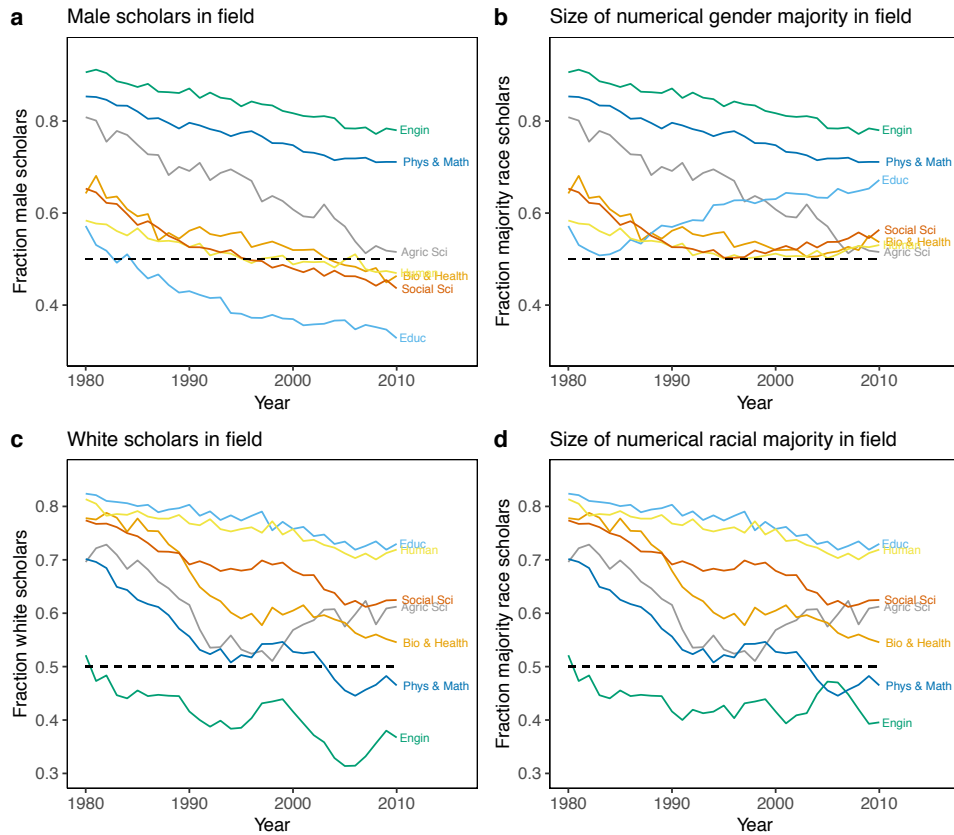 a Male scholars in field
Fraction male scholars
0.8
0.6
0.4
Engin
Phys & Math
Agric Sci
Human
Bio & Health
Social Sci
Educ
1980 1990 2000 2010
Year
b Size of numerical gender majority in field
Fraction majority race scholars
0.8
0.6
0.4
Engin
Phys & Math
Educ
Social Sci
Bio & Health
Agric Sci
1980 1990 2000 2010
Year
c White scholars in field
Fraction white scholars
0.8
0.7
0.6
0.5
0.4
0.3
Educ
Human
Social Sci
Agric Sci
Bio & Health
Phys & Math
Engin
1980 1990 2000 2010
Year
d Size of numerical racial majority in field
Fraction majority race scholars
0.8
0.7
0.6
0.5
0.4
0.3
Educ
Human
Social Sci
Agric Sci
Bio & Health
Phys & Math
Engin
1980 1990 2000 2010
Year